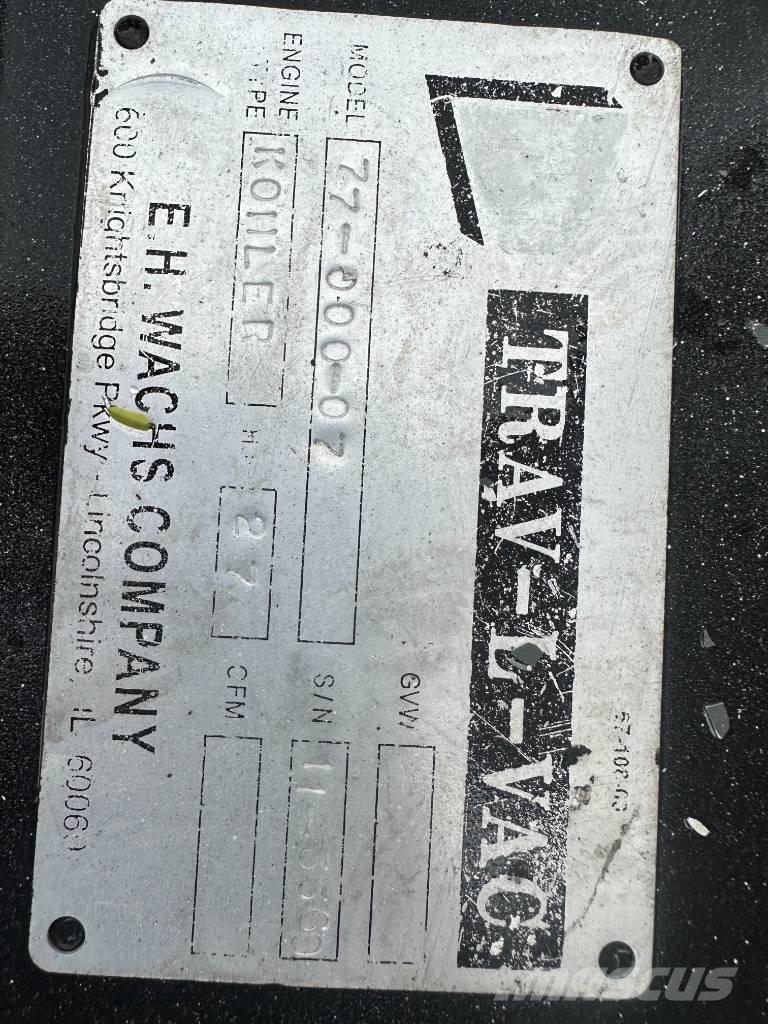 TRAV-L-VAC
GVW
MODEL 77-000-07 S/N
ENGINE TYPE KOHLER HP 27 CFM
E.H. WACHS COMPANY
600 Knightsbridge Pkwy - Lincolnshire, IL 60069
MASCUS